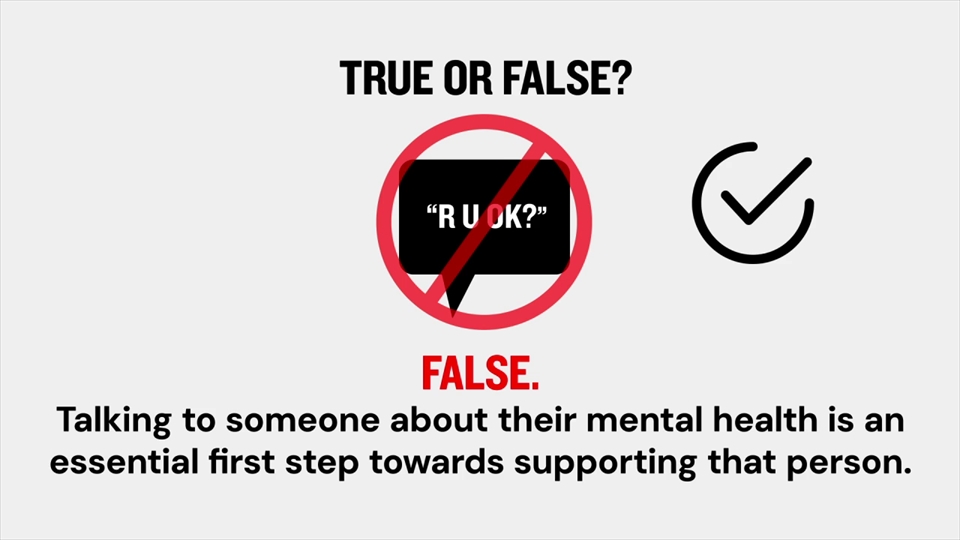 TRUE OR FALSE?
“R U OK?”
FALSE.
Talking to someone about their mental health is an
essential first step towards supporting that person.